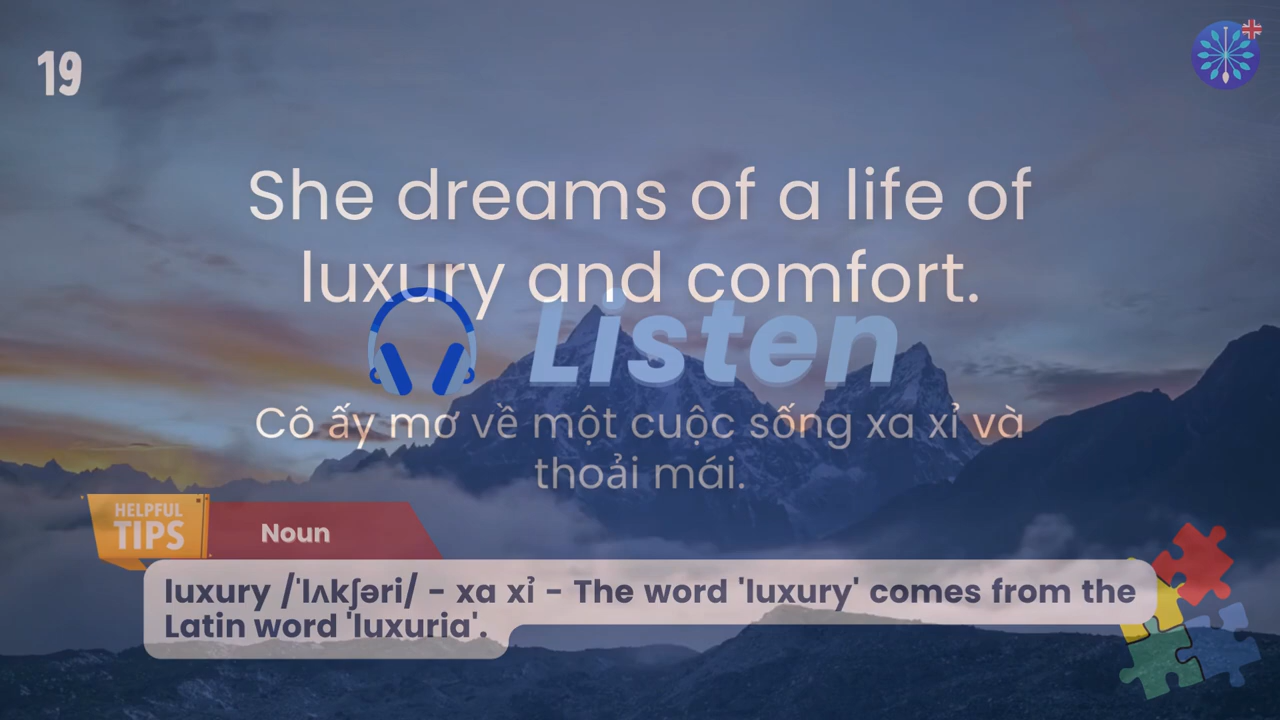 19
She dreams of a life of
luxury and comfort.
Listen
Cô ấy mơ về một cuộc sống xa xỉ và
thoải mái.
HELPFUL
TIPS
Noun
luxury /ˈlʌkʃəri/ - xa xỉ - The word 'luxury' comes from the
Latin word 'luxuria'.